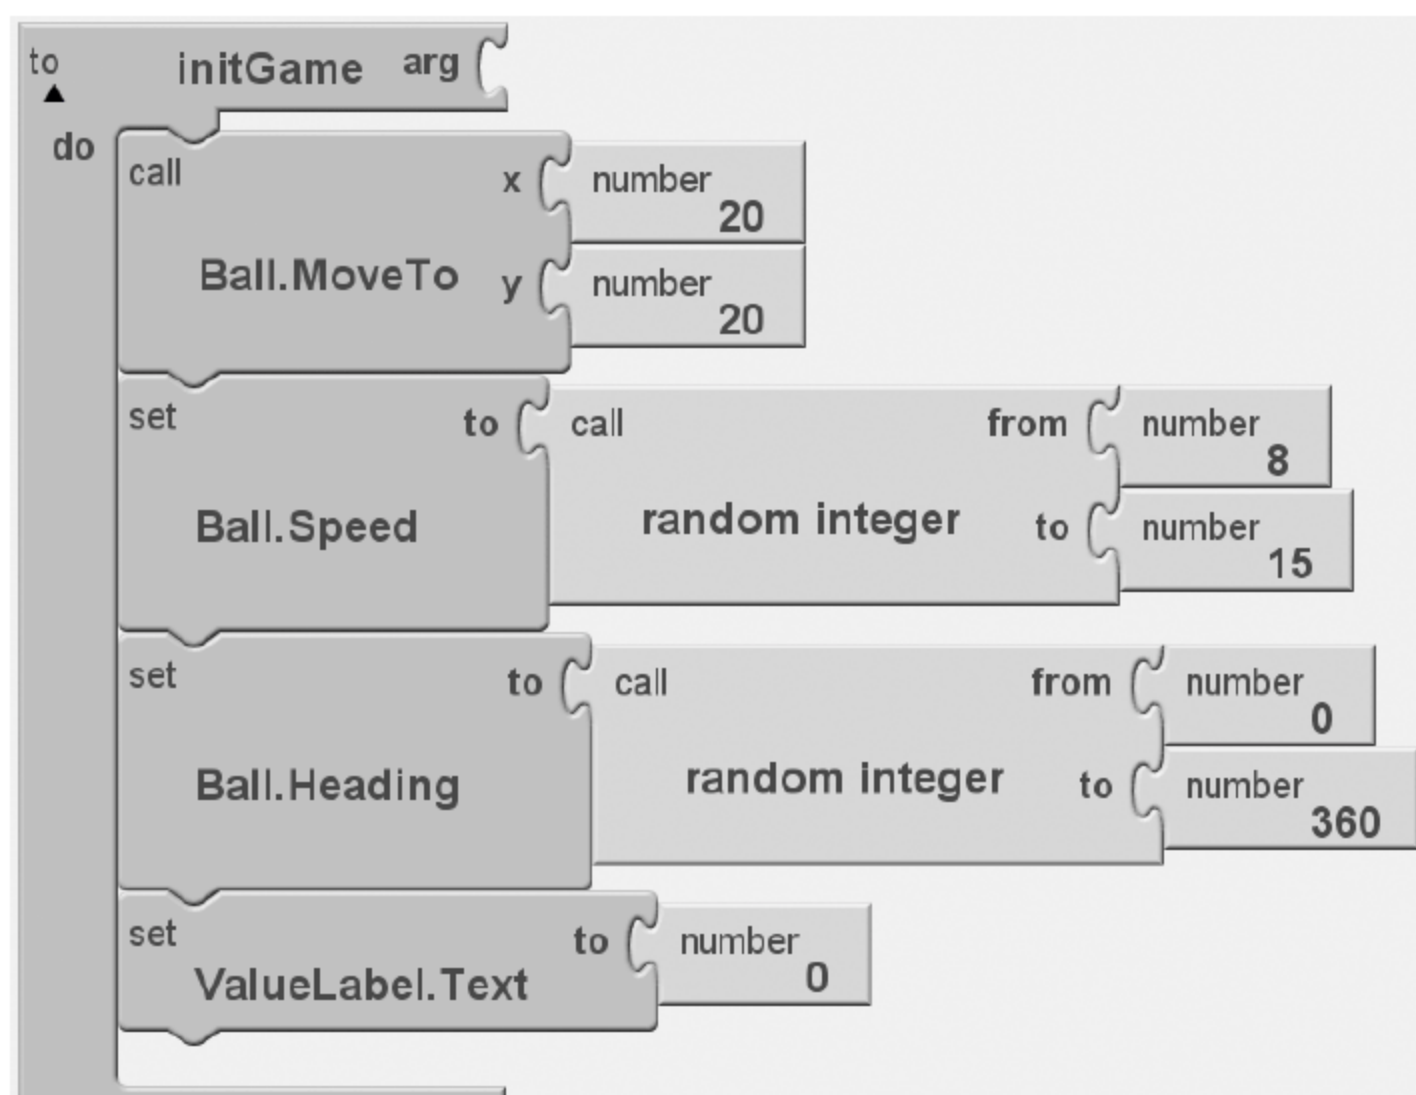 to initGame arg
do
call x number 20
Ball.MoveTo y number 20
set to call from number 8
Ball.Speed random integer to number 15
set to call from number 0
Ball.Heading random integer to number 360
set to number 0
ValueLabel.Text